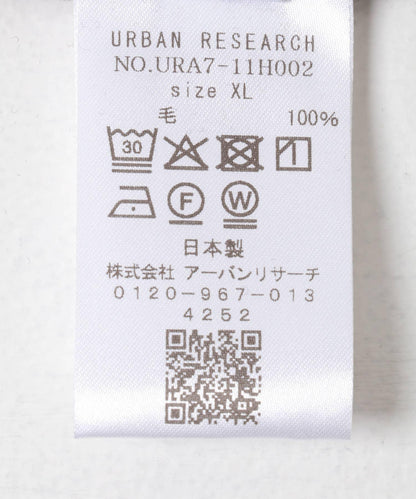 URBAN RESEARCH
NO.URA7-11H002
size XL
毛 100%
30
F W
日本製
株式会社 アーバンリサーチ
0120-967-013
4252